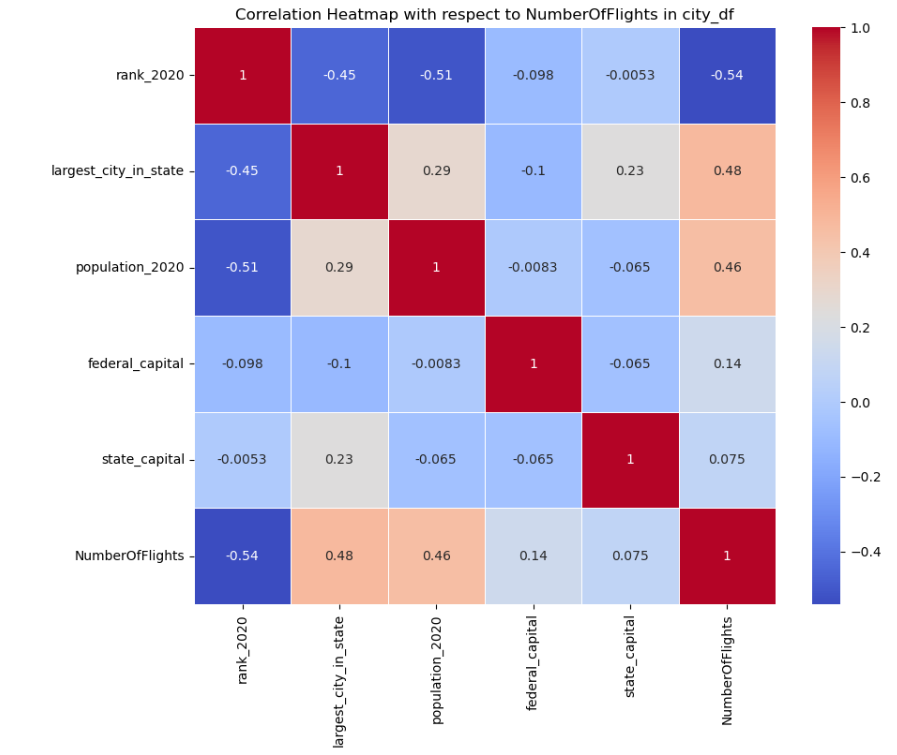 Correlation Heatmap with respect to NumberOfFlights in city_df
rank_2020 1 -0.45 -0.51 -0.098 -0.0053 -0.54
largest_city_in_state -0.45 1 0.29 -0.1 0.23 0.48
population_2020 -0.51 0.29 1 -0.0083 -0.065 0.46
federal_capital -0.098 -0.1 -0.0083 1 -0.065 0.14
state_capital -0.0053 0.23 -0.065 -0.065 1 0.075
NumberOfFlights -0.54 0.48 0.46 0.14 0.075 1
rank_2020
largest_city_in_state
population_2020
federal_capital
state_capital
NumberOfFlights
1.0
0.8
0.6
0.4
0.2
0.0
−0.2
−0.4